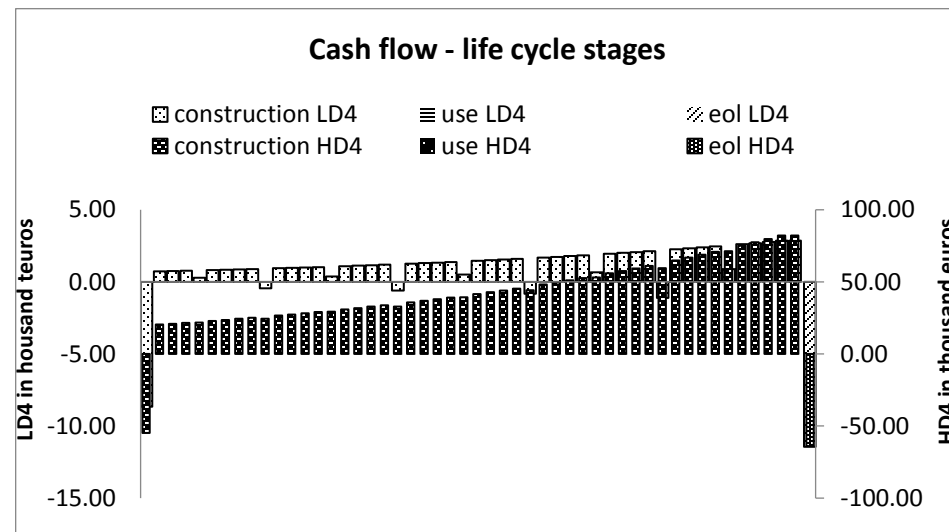 Cash flow - life cycle stages
construction LD4 use LD4 eol LD4
construction HD4 use HD4 eol HD4
5.00 100.00
0.00 50.00
-5.00 0.00
-10.00 -50.00
-15.00 -100.00
LD4 in housand teuros
HD4 in thousand euros